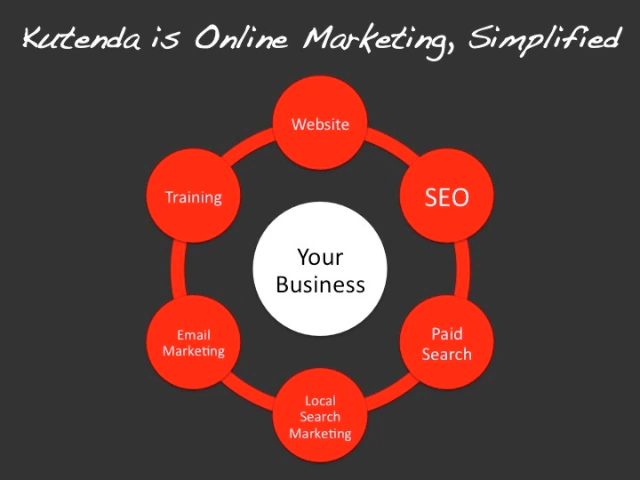 Kutenda is Online Marketing, Simplified
Website
SEO
Paid
Search
Local
Search
Marketing
Email
Marketing
Training
Your
Business